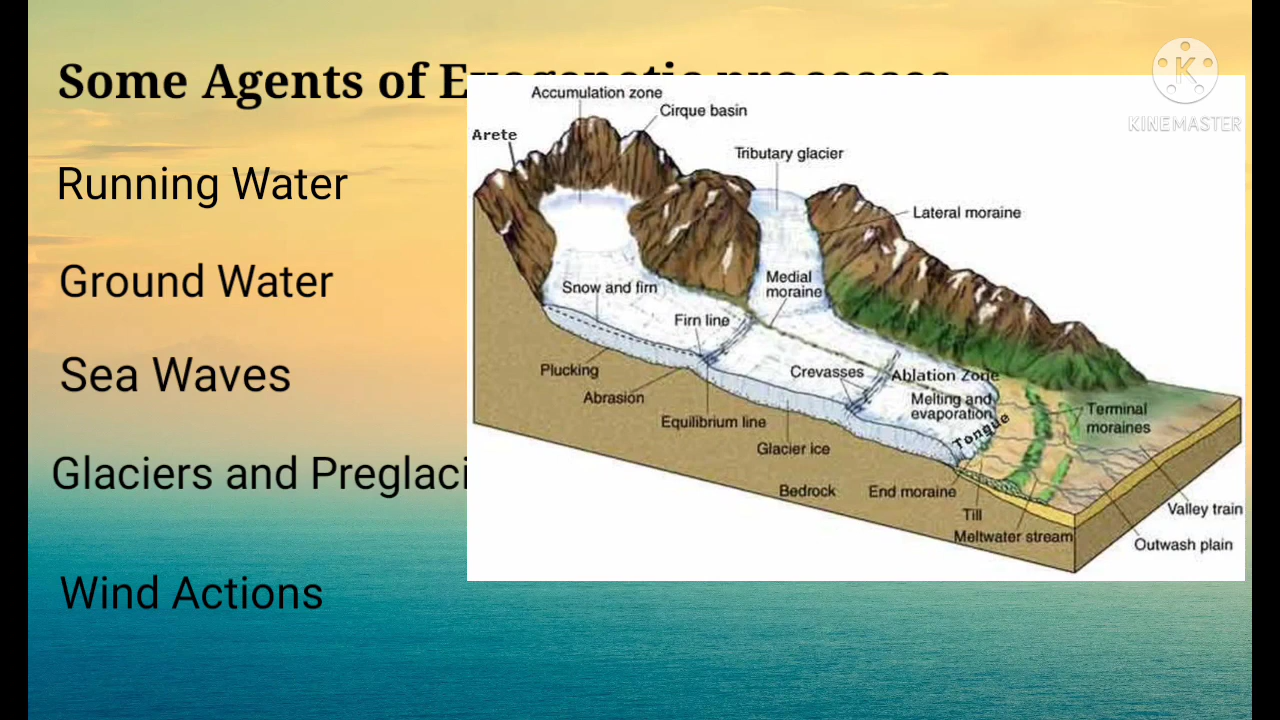 Some Agents of Exogenetic processes
Running Water
Ground Water
Sea Waves
Glaciers and Preglaci
Wind Actions
KINEMASTER
Accumulation zone
Cirque basin
Arete
Tributary glacier
Lateral moraine
Medial
moraine
Snow and firn
Firn line
Plucking
Crevasses
Ablation Zone
Abrasion
Melting and
evaporation
Terminal
moraines
Equilibrium line
Tongue
Glacier ice
Bedrock
End moraine
Till
Valley train
Meltwater stream
Outwash plain